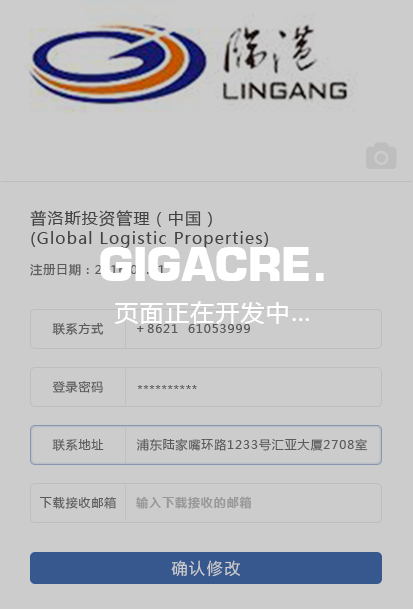 临港
LINGANG
普洛斯投资管理（中国）
(Global Logistic Properties)
注册日期：
GIGACRE.
页面正在开发中...
联系方式 +8621 61053999
登录密码 **********
联系地址 浦东陆家嘴环路1233号汇亚大厦2708室
下载接收邮箱 输入下载接收的邮箱
确认修改